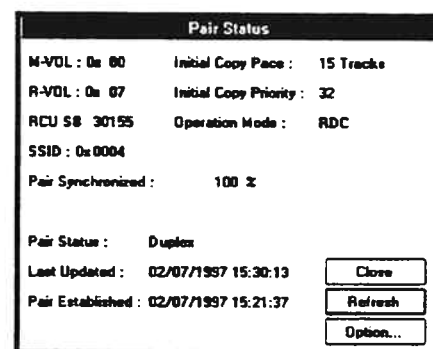 Pair Status
M-VOL : 0x 00 Initial Copy Pace : 15 Tracks
R-VOL : 0x 07 Initial Copy Priority : 32
RCU S# 30155 Operation Mode : RDC
SSID : 0x0004
Pair Synchronized : 100 %
Pair Status : Duplex
Last Updated : 02/07/1997 15:30:13 Close
Pair Established : 02/07/1997 15:21:37 Refresh
Option...